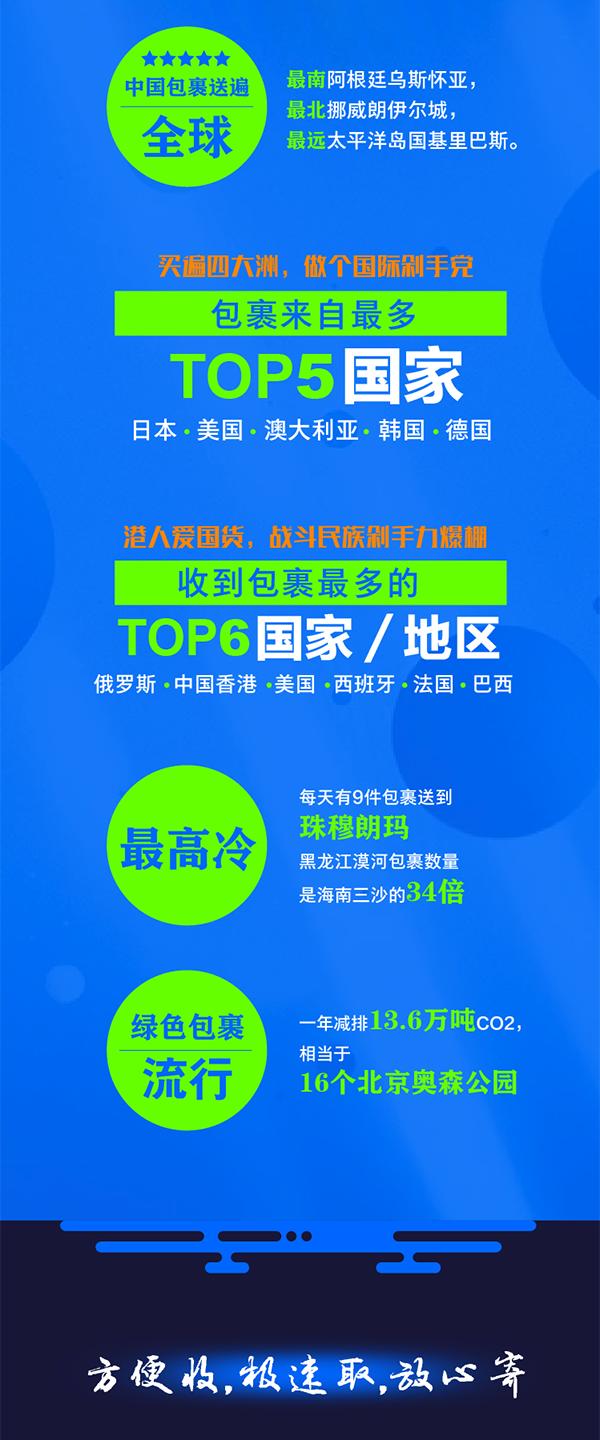 ★★★★★
中国包裹送遍
全球
最南阿根廷乌斯怀亚,
最北挪威朗伊尔城,
最远太平洋岛国基里巴斯。
买遍四大洲，做个国际剁手党
包裹来自最多
TOP5国家
日本·美国·澳大利亚·韩国·德国
港人爱国货，战斗民族剁手力爆棚
收到包裹最多的
TOP6国家/地区
俄罗斯·中国香港·美国·西班牙·法国·巴西
最高冷
每天有9件包裹送到
珠穆朗玛
黑龙江漠河包裹数量
是海南三沙的34倍
绿色包裹
流行
一年减排13.6万吨CO2,
相当于
16个北京奥森公园
方便收,极速取,放心寄